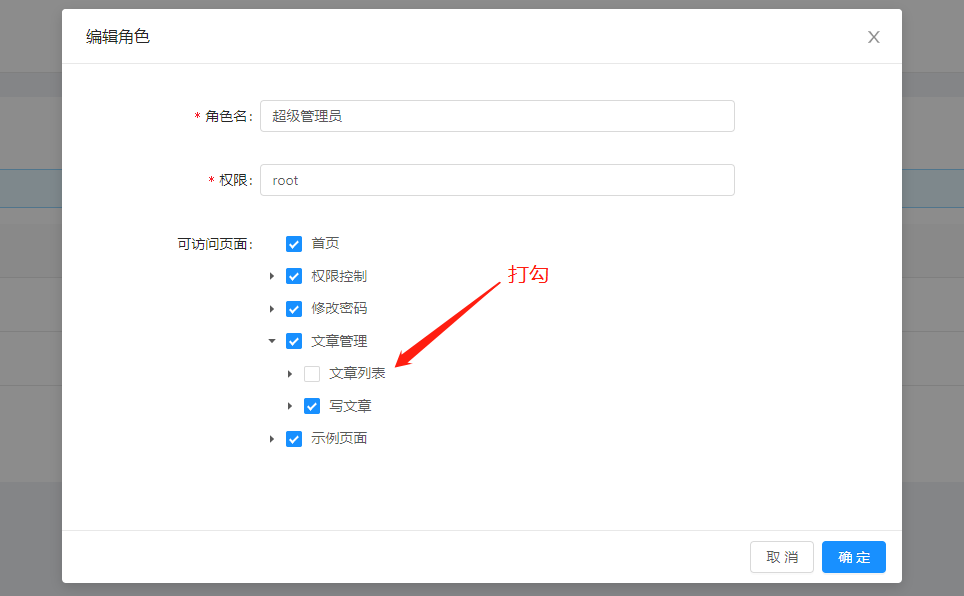 编辑角色
* 角色名:
超级管理员
* 权限:
root
可访问页面:
首页
权限控制
打勾
修改密码
文章管理
文章列表
写文章
示例页面
取 消
确 定